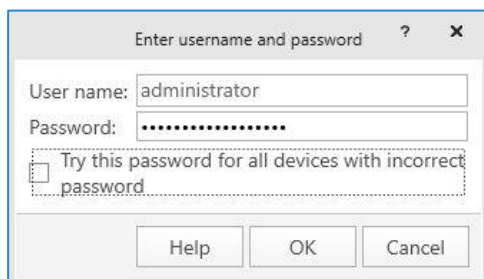 Enter username and password ? ×
User name: administrator
Password: ••••••••••••••••••
Try this password for all devices with incorrect
password
Help OK Cancel